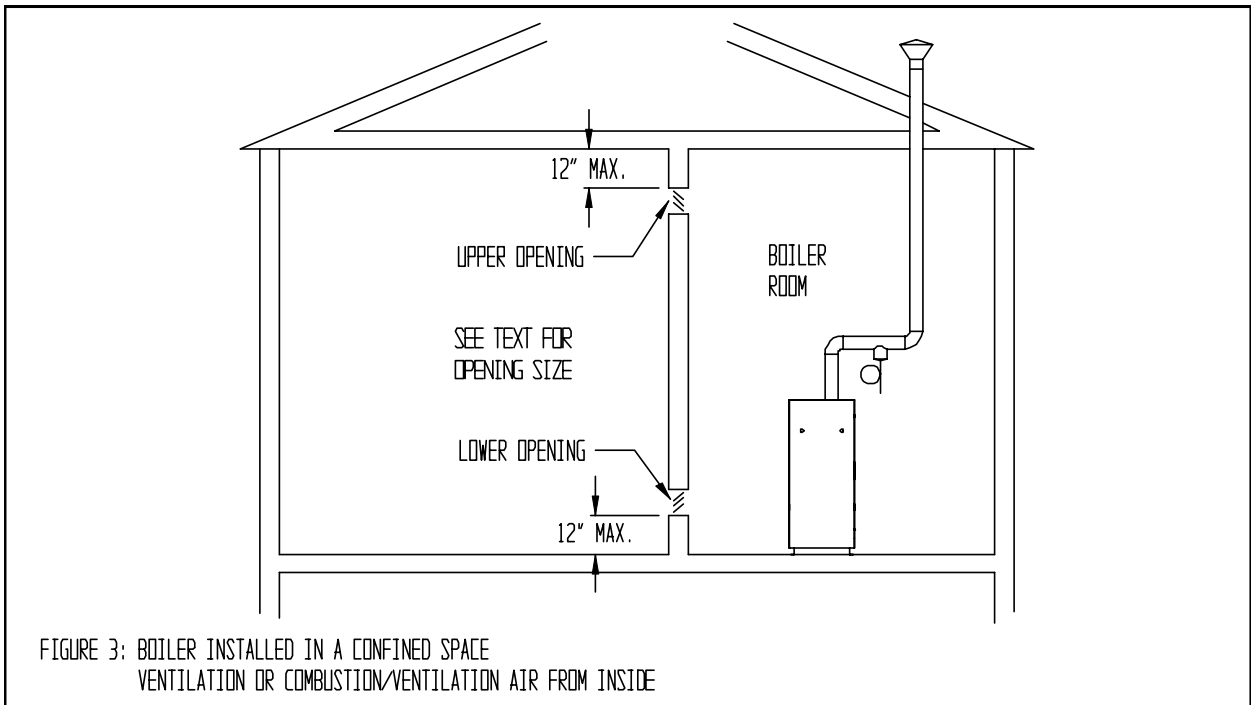 12" MAX.
UPPER OPENING
BOILER
ROOM
SEE TEXT FOR
OPENING SIZE
LOWER OPENING
12" MAX.
FIGURE 3: BOILER INSTALLED IN A CONFINED SPACE
VENTILATION OR COMBUSTION/VENTILATION AIR FROM INSIDE